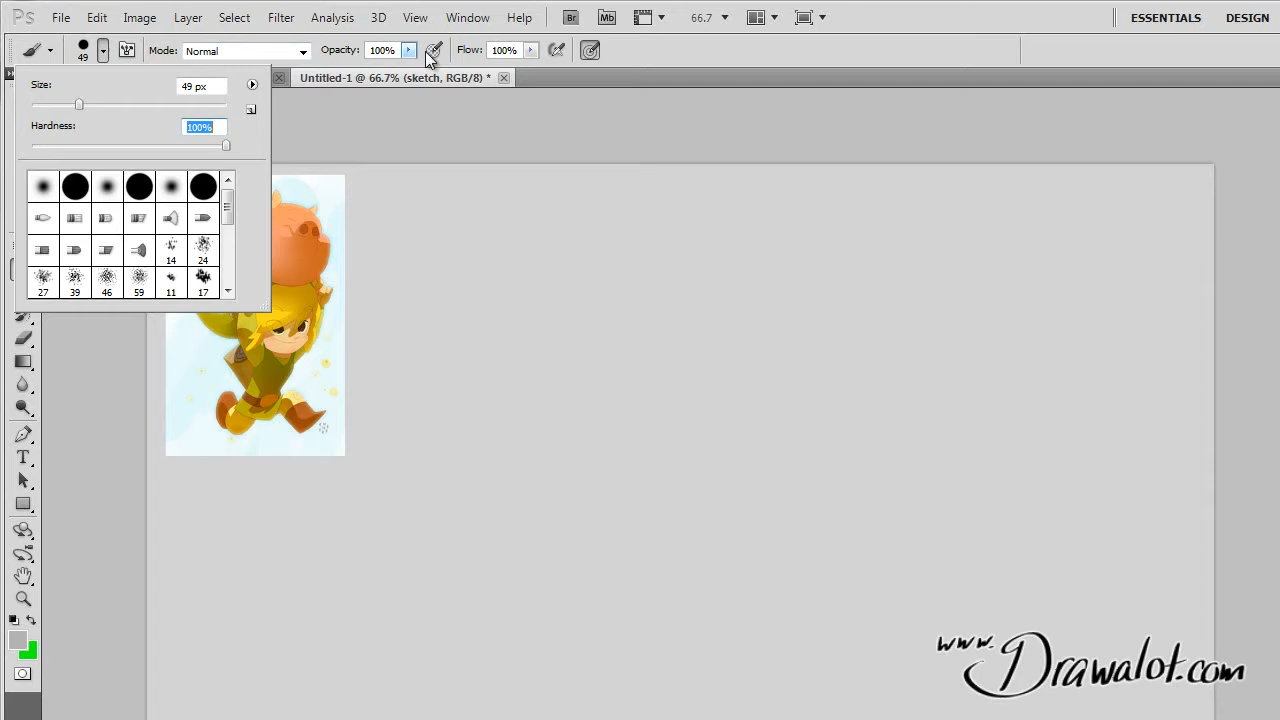 Ps File Edit Image Layer Select Filter Analysis 3D View Window Help Br Mb 66.7 ESSENTIALS DESIGN
49 Mode: Normal Opacity: 100% Flow: 100%
Untitled-1 @ 66.7% (sketch, RGB/8) *
Size: 49 px
Hardness: 100%
14 24
27 39 46 59 11 17
T
www.Drawalot.com